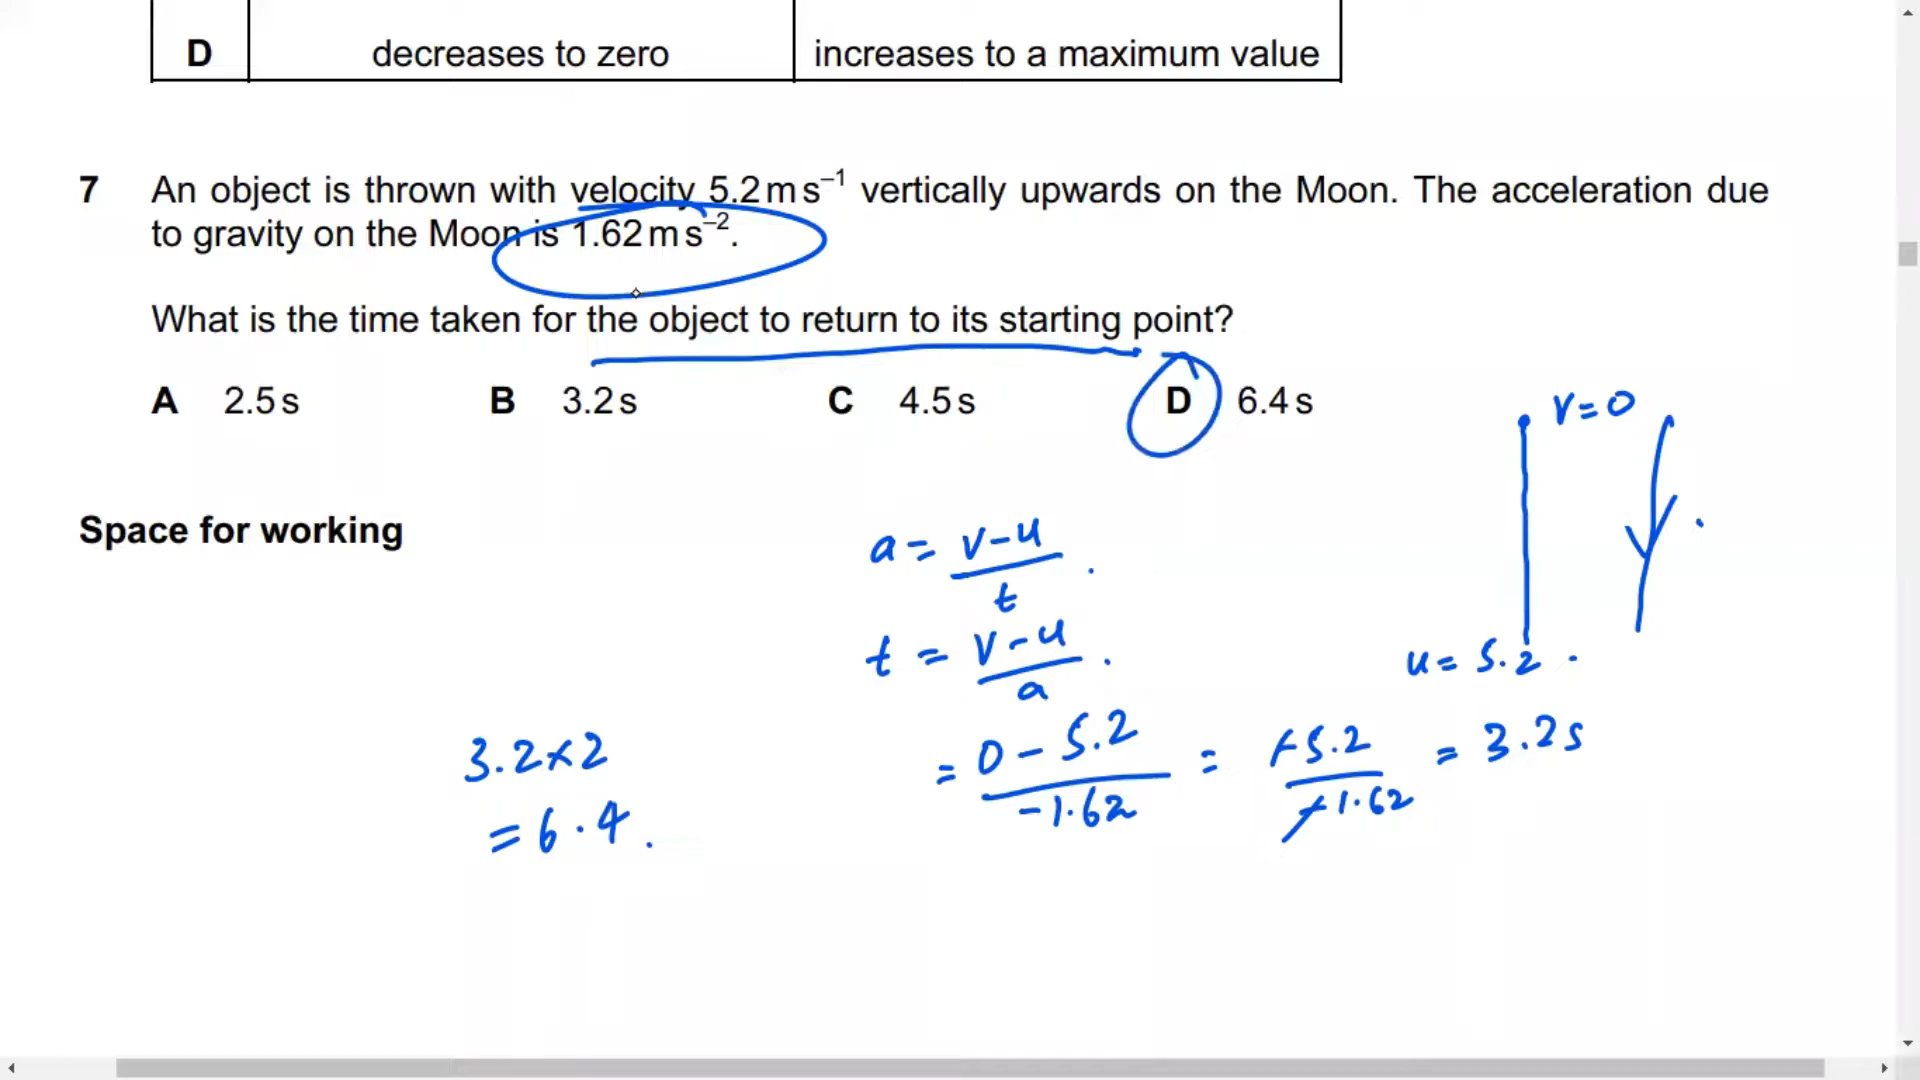 D decreases to zero increases to a maximum value
7 An object is thrown with velocity 5.2 m s⁻¹ vertically upwards on the Moon. The acceleration due
to gravity on the Moon is 1.62 m s⁻².
What is the time taken for the object to return to its starting point?
A 2.5 s B 3.2 s C 4.5 s D 6.4 s
v = 0
Space for working
a = v-u / t .
t = v-u / a .
u = 5.2 .
= 0 - 5.2 / -1.62 = -5.2 / -1.62 = 3.2s
3.2×2
= 6.4 .